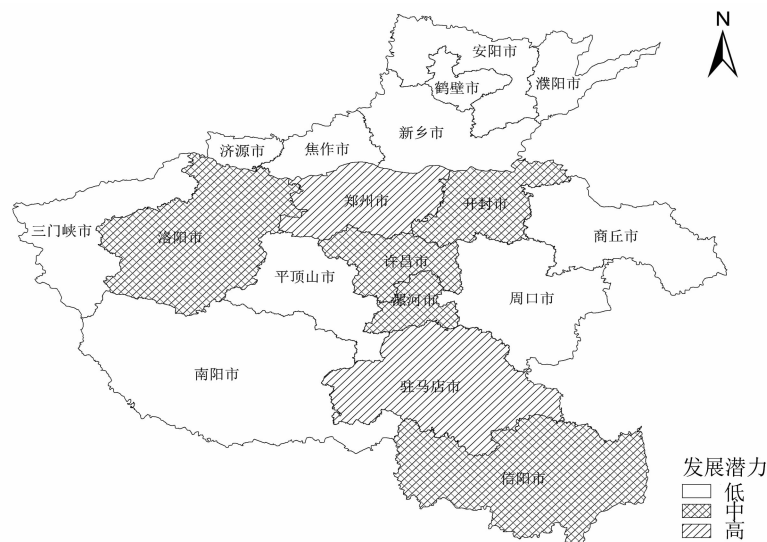 N
安阳市
鹤壁市
濮阳市
新乡市
济源市
焦作市
郑州市
开封市
三门峡市
洛阳市
商丘市
许昌市
平顶山市
漯河市
周口市
南阳市
驻马店市
信阳市
发展潜力
低
中
高